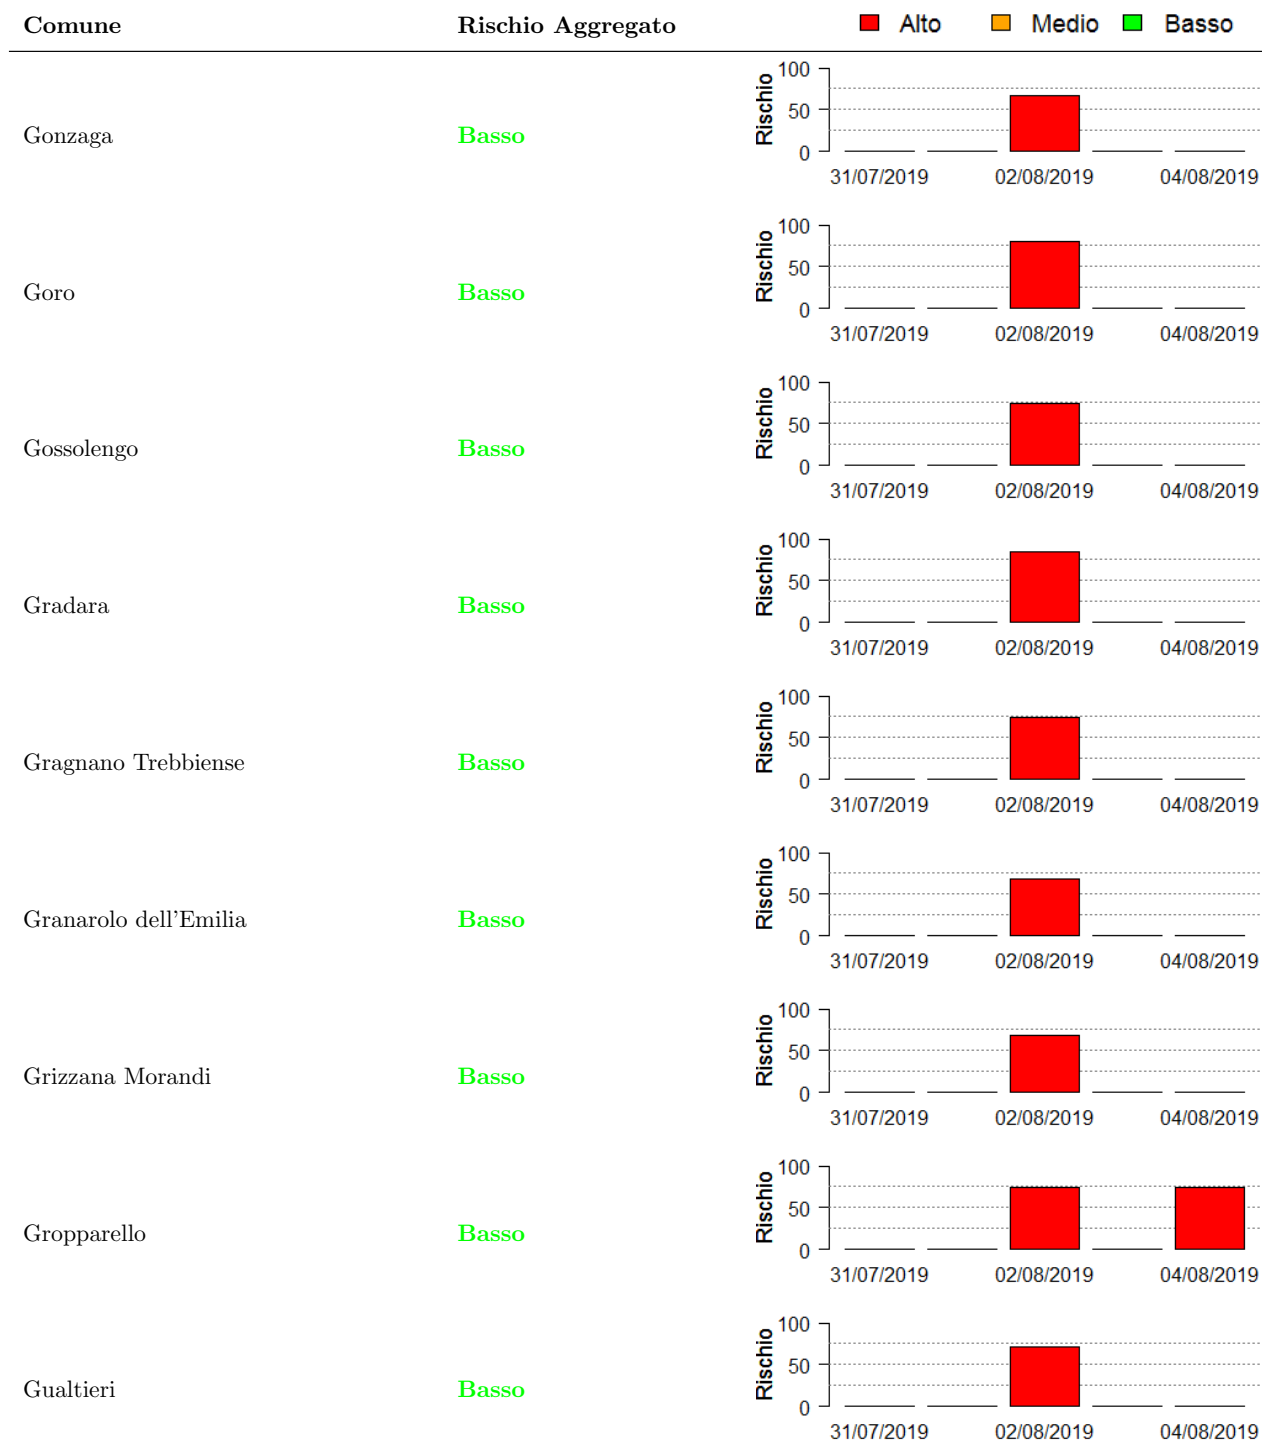 Comune Rischio Aggregato Alto Medio Basso
Gonzaga Basso Rischio 100 50 0
31/07/2019 02/08/2019 04/08/2019
Goro Basso Rischio 100 50 0
31/07/2019 02/08/2019 04/08/2019
Gossolengo Basso Rischio 100 50 0
31/07/2019 02/08/2019 04/08/2019
Gradara Basso Rischio 100 50 0
31/07/2019 02/08/2019 04/08/2019
Gragnano Trebbiense Basso Rischio 100 50 0
31/07/2019 02/08/2019 04/08/2019
Granarolo dell'Emilia Basso Rischio 100 50 0
31/07/2019 02/08/2019 04/08/2019
Grizzana Morandi Basso Rischio 100 50 0
31/07/2019 02/08/2019 04/08/2019
Gropparello Basso Rischio 100 50 0
31/07/2019 02/08/2019 04/08/2019
Gualtieri Basso Rischio 100 50 0
31/07/2019 02/08/2019 04/08/2019